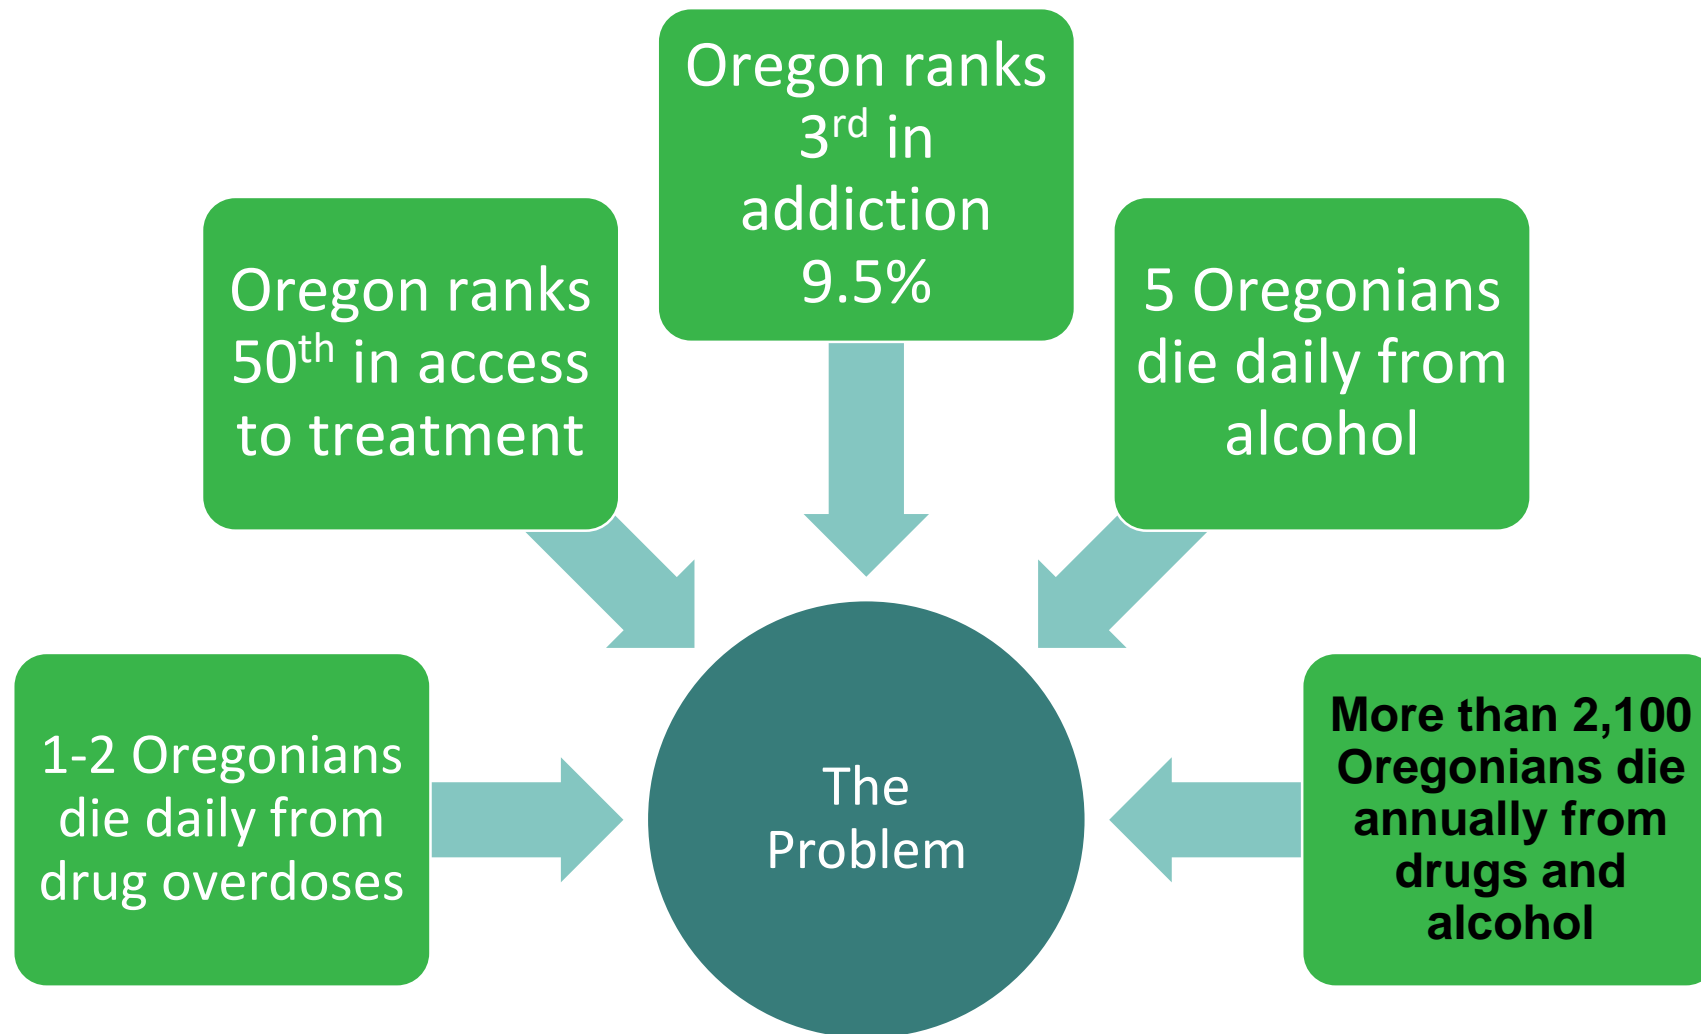 Oregon ranks
3rd in
addiction
9.5%
Oregon ranks
50th in access
to treatment
5 Oregonians
die daily from
alcohol
1-2 Oregonians
die daily from
drug overdoses
The
Problem
More than 2,100
Oregonians die
annually from
drugs and
alcohol